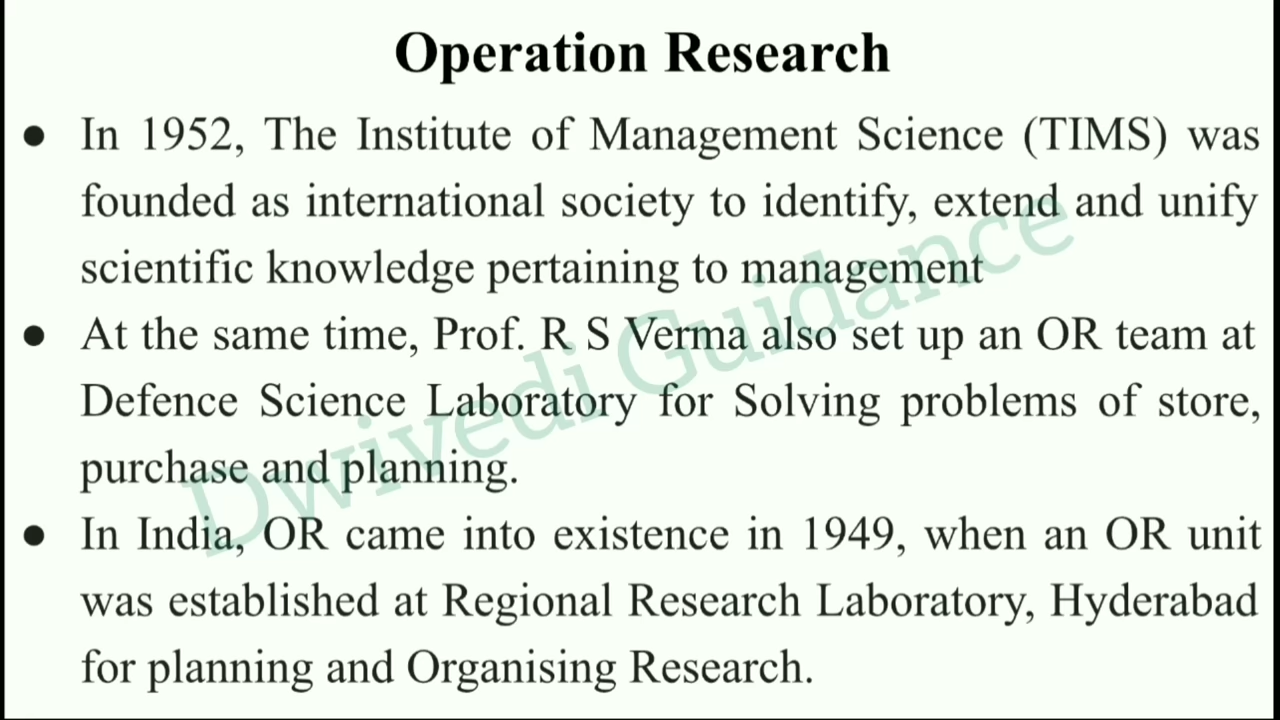 Operation Research
● In 1952, The Institute of Management Science (TIMS) was
founded as international society to identify, extend and unify
scientific knowledge pertaining to management
● At the same time, Prof. R S Verma also set up an OR team at
Defence Science Laboratory for Solving problems of store,
purchase and planning.
● In India, OR came into existence in 1949, when an OR unit
was established at Regional Research Laboratory, Hyderabad
for planning and Organising Research.
Dwivedi Guidance